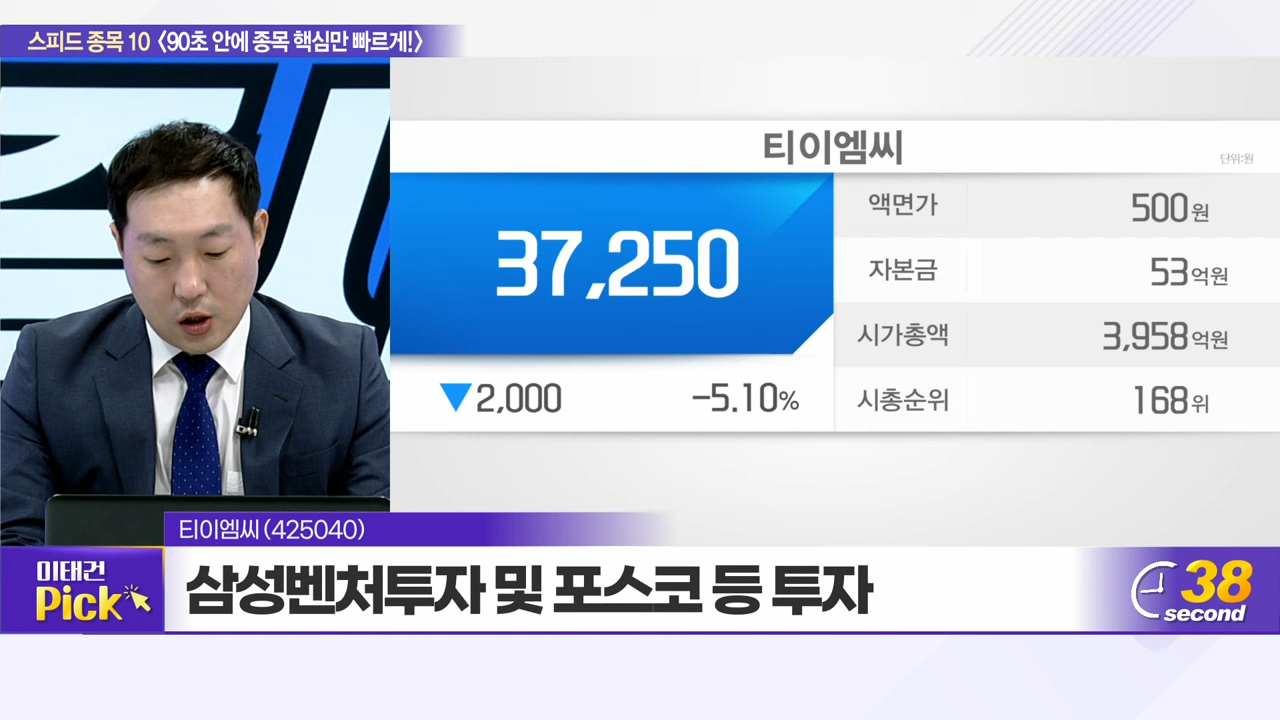 스피드 종목 10 〈90초 안에 종목 핵심만 빠르게!〉
티이엠씨
단위:원
37,250
▼2,000 -5.10%
액면가 500원
자본금 53억원
시가총액 3,958억원
시총순위 168위
티이엠씨(425040)
이태건
Pick
삼성벤처투자 및 포스코 등 투자
38
second